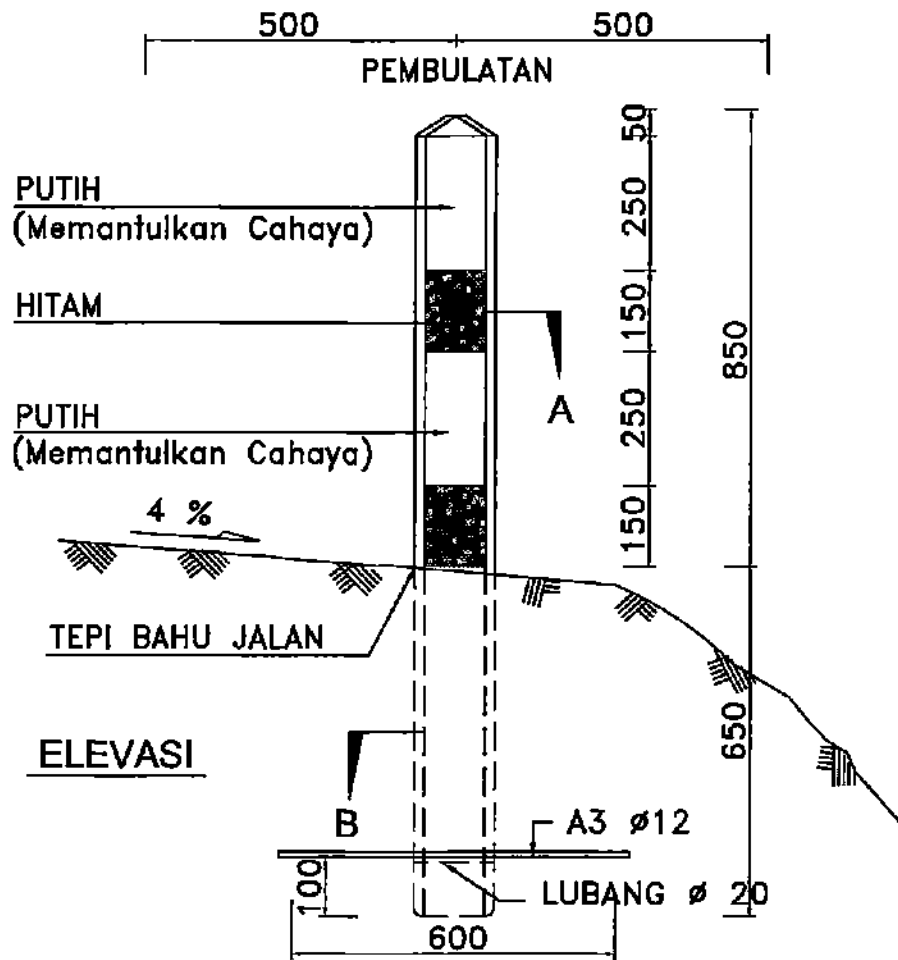 500 500
PEMBULATAN
50
PUTIH
(Memantulkan Cahaya)
250
HITAM
150
850
A
250
PUTIH
(Memantulkan Cahaya)
150
4 %
TEPI BAHU JALAN
650
ELEVASI
B
A3 ø12
LUBANG ø 20
100
600